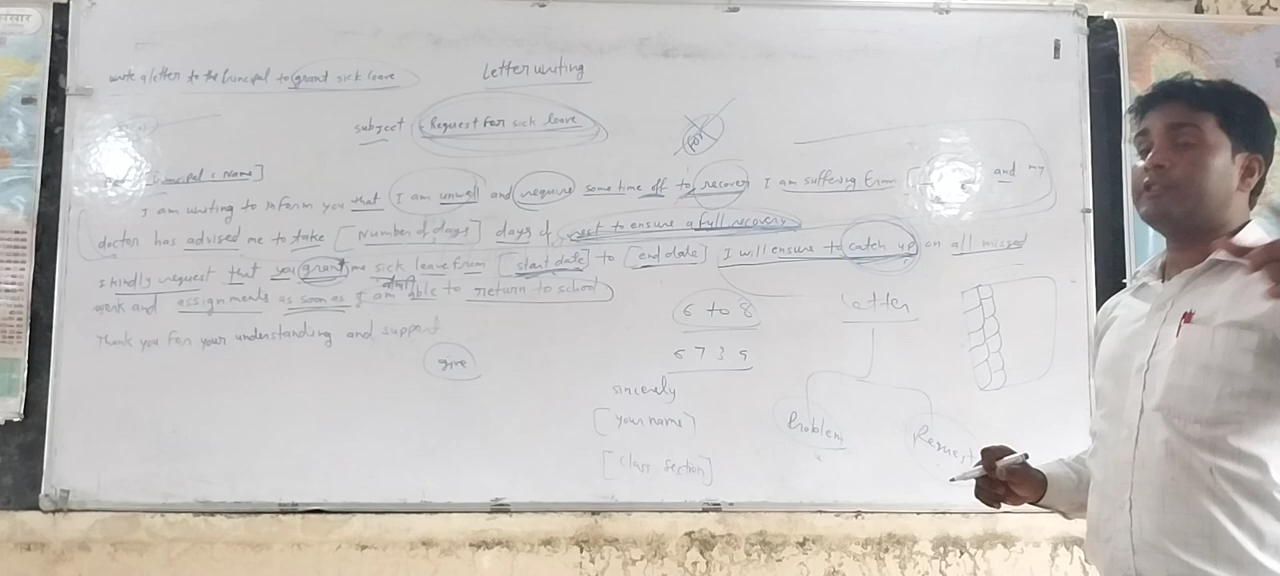 संसार
write a letter to the Principal to grant sick leave
Letter writing
subject : Request For sick leave
For
Principal's Name]
I am writing to inform you that I am unwell and require some time off to recover I am suffering from [ and my
doctor has advised me to take [Number of days] days of rest to ensure a full recovery
I kindly request that you grant me sick leave from [start date] to [end date] I will ensure to catch up on all missed
work and assignments as soon as I am able to return to school
Thank you For your understanding and support
give
6 to 8
Letter
sincerely
[your name]
[class section]
Problem
Request